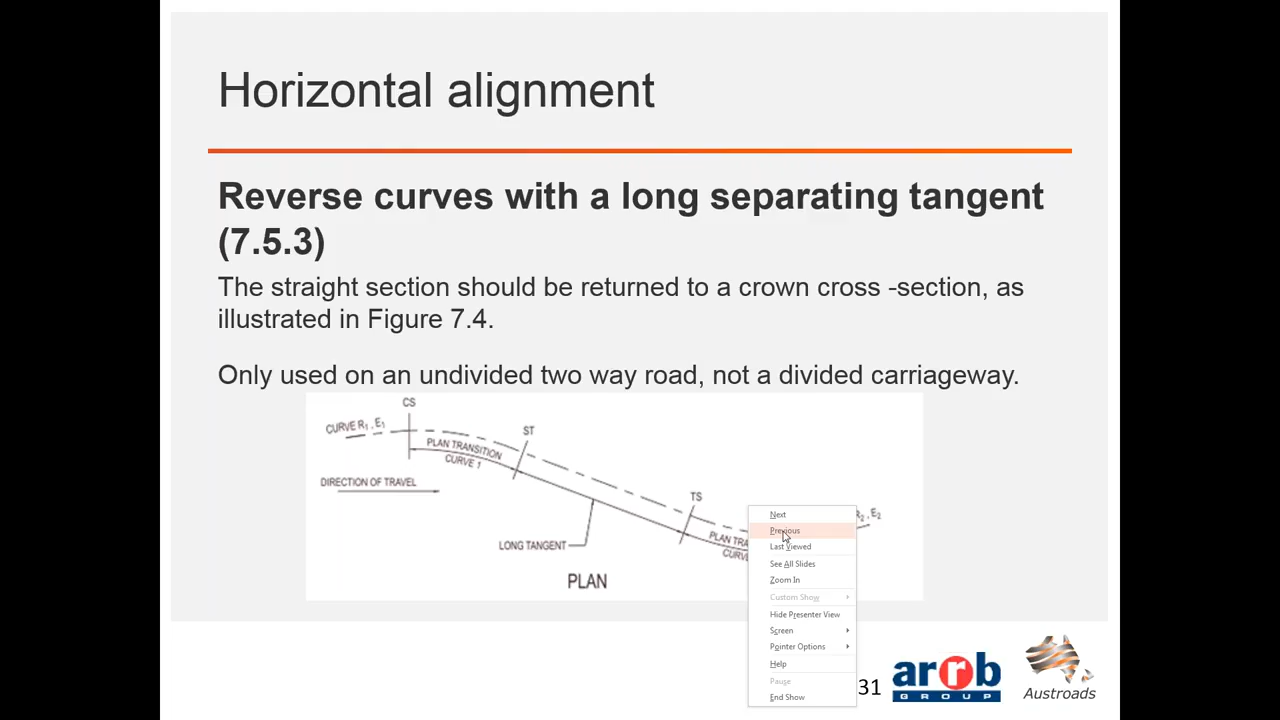 Horizontal alignment
Reverse curves with a long separating tangent
(7.5.3)
The straight section should be returned to a crown cross -section, as
illustrated in Figure 7.4.
Only used on an undivided two way road, not a divided carriageway.
CS
CURVE R1, E1
ST
PLAN TRANSITION
CURVE 1
DIRECTION OF TRAVEL
TS
R2, E2
PLAN TRA
CURVE
LONG TANGENT
PLAN
Next
Previous
Last Viewed
See All Slides
Zoom In
Custom Show
Hide Presenter View
Screen
Pointer Options
Help
Pause
End Show
31
arrb
GROUP
Austroads